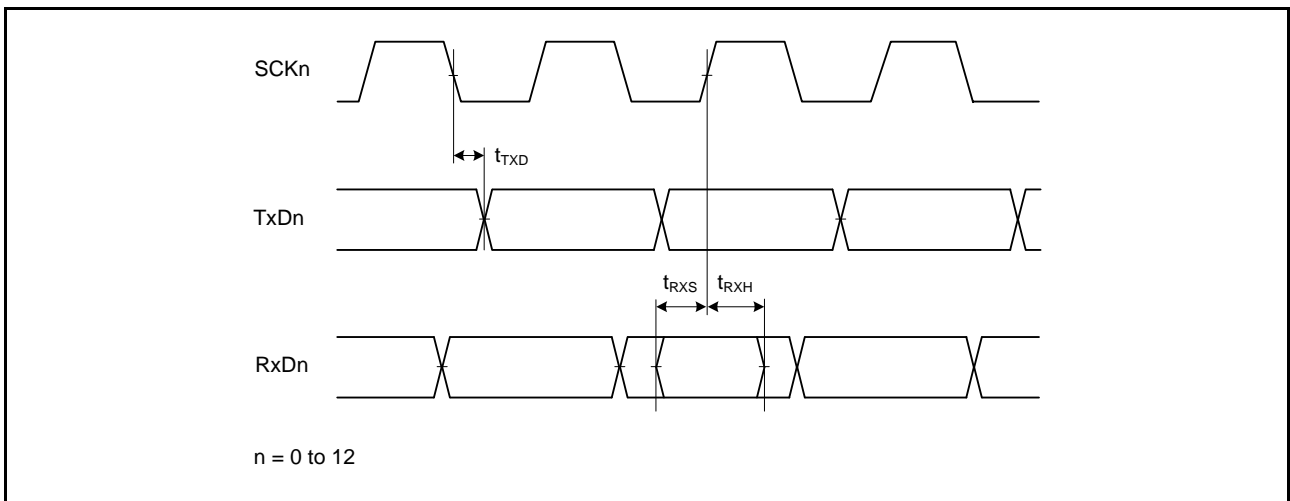 SCKn
tTXD
TxDn
tRXS tRXH
RxDn
n = 0 to 12